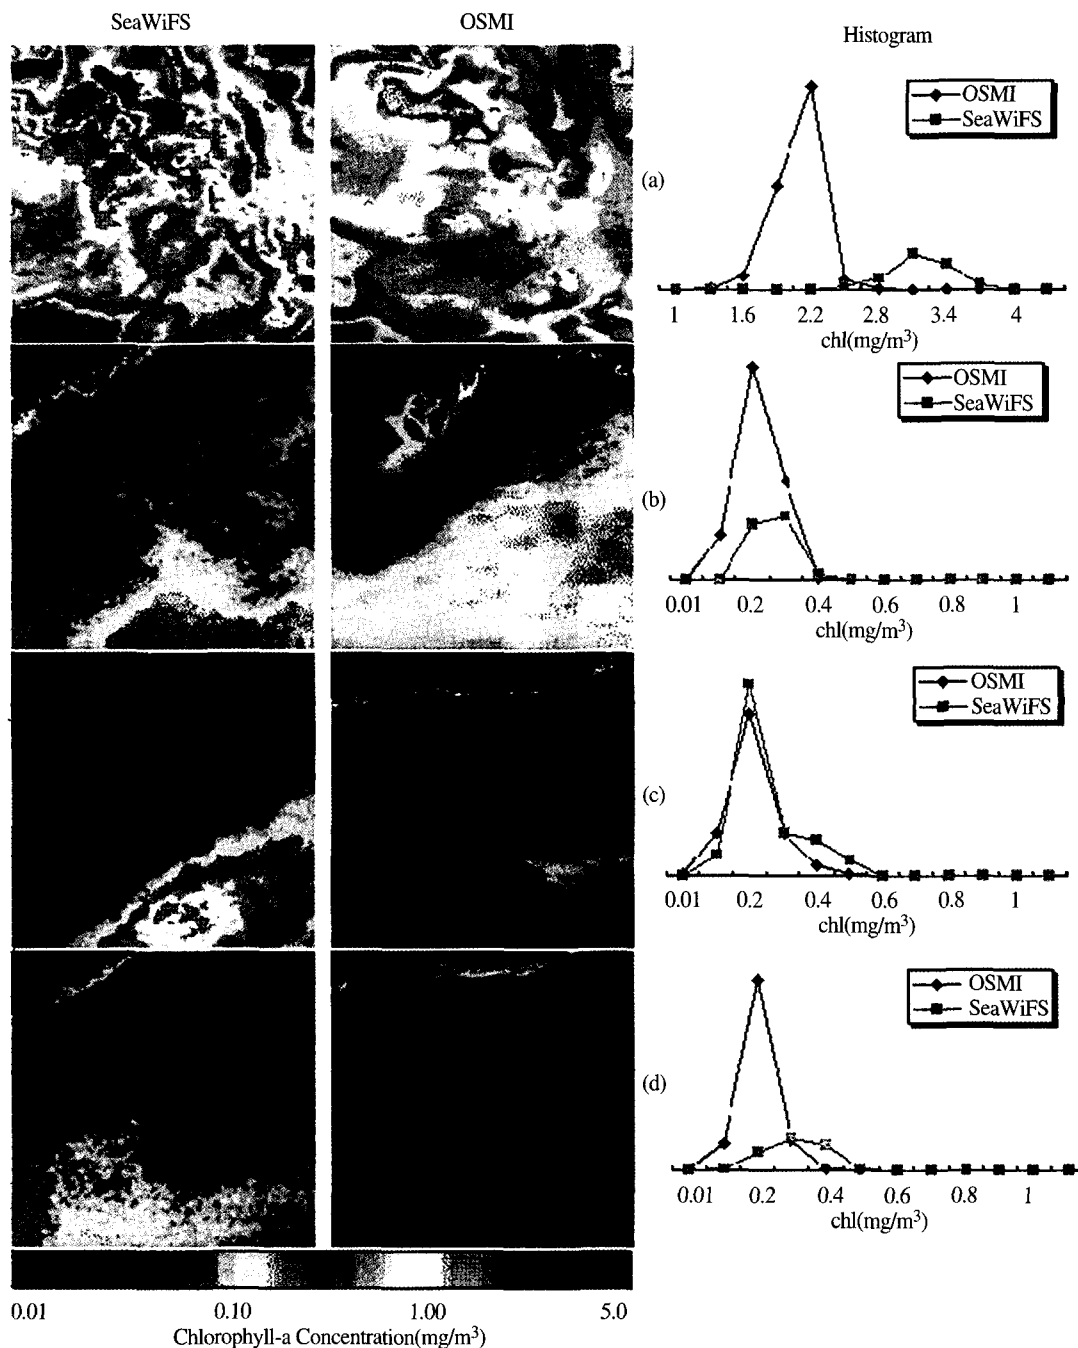 SeaWiFS
OSMI
Histogram
OSMI
SeaWiFS
(a)
1 1.6 2.2 2.8 3.4 4
chl(mg/m³)
OSMI
SeaWiFS
(b)
0.01 0.2 0.4 0.6 0.8 1
chl(mg/m³)
OSMI
SeaWiFS
(c)
0.01 0.2 0.4 0.6 0.8 1
chl(mg/m³)
OSMI
SeaWiFS
(d)
0.01 0.2 0.4 0.6 0.8 1
chl(mg/m³)
0.01 0.10 1.00 5.0
Chlorophyll-a Concentration(mg/m³)